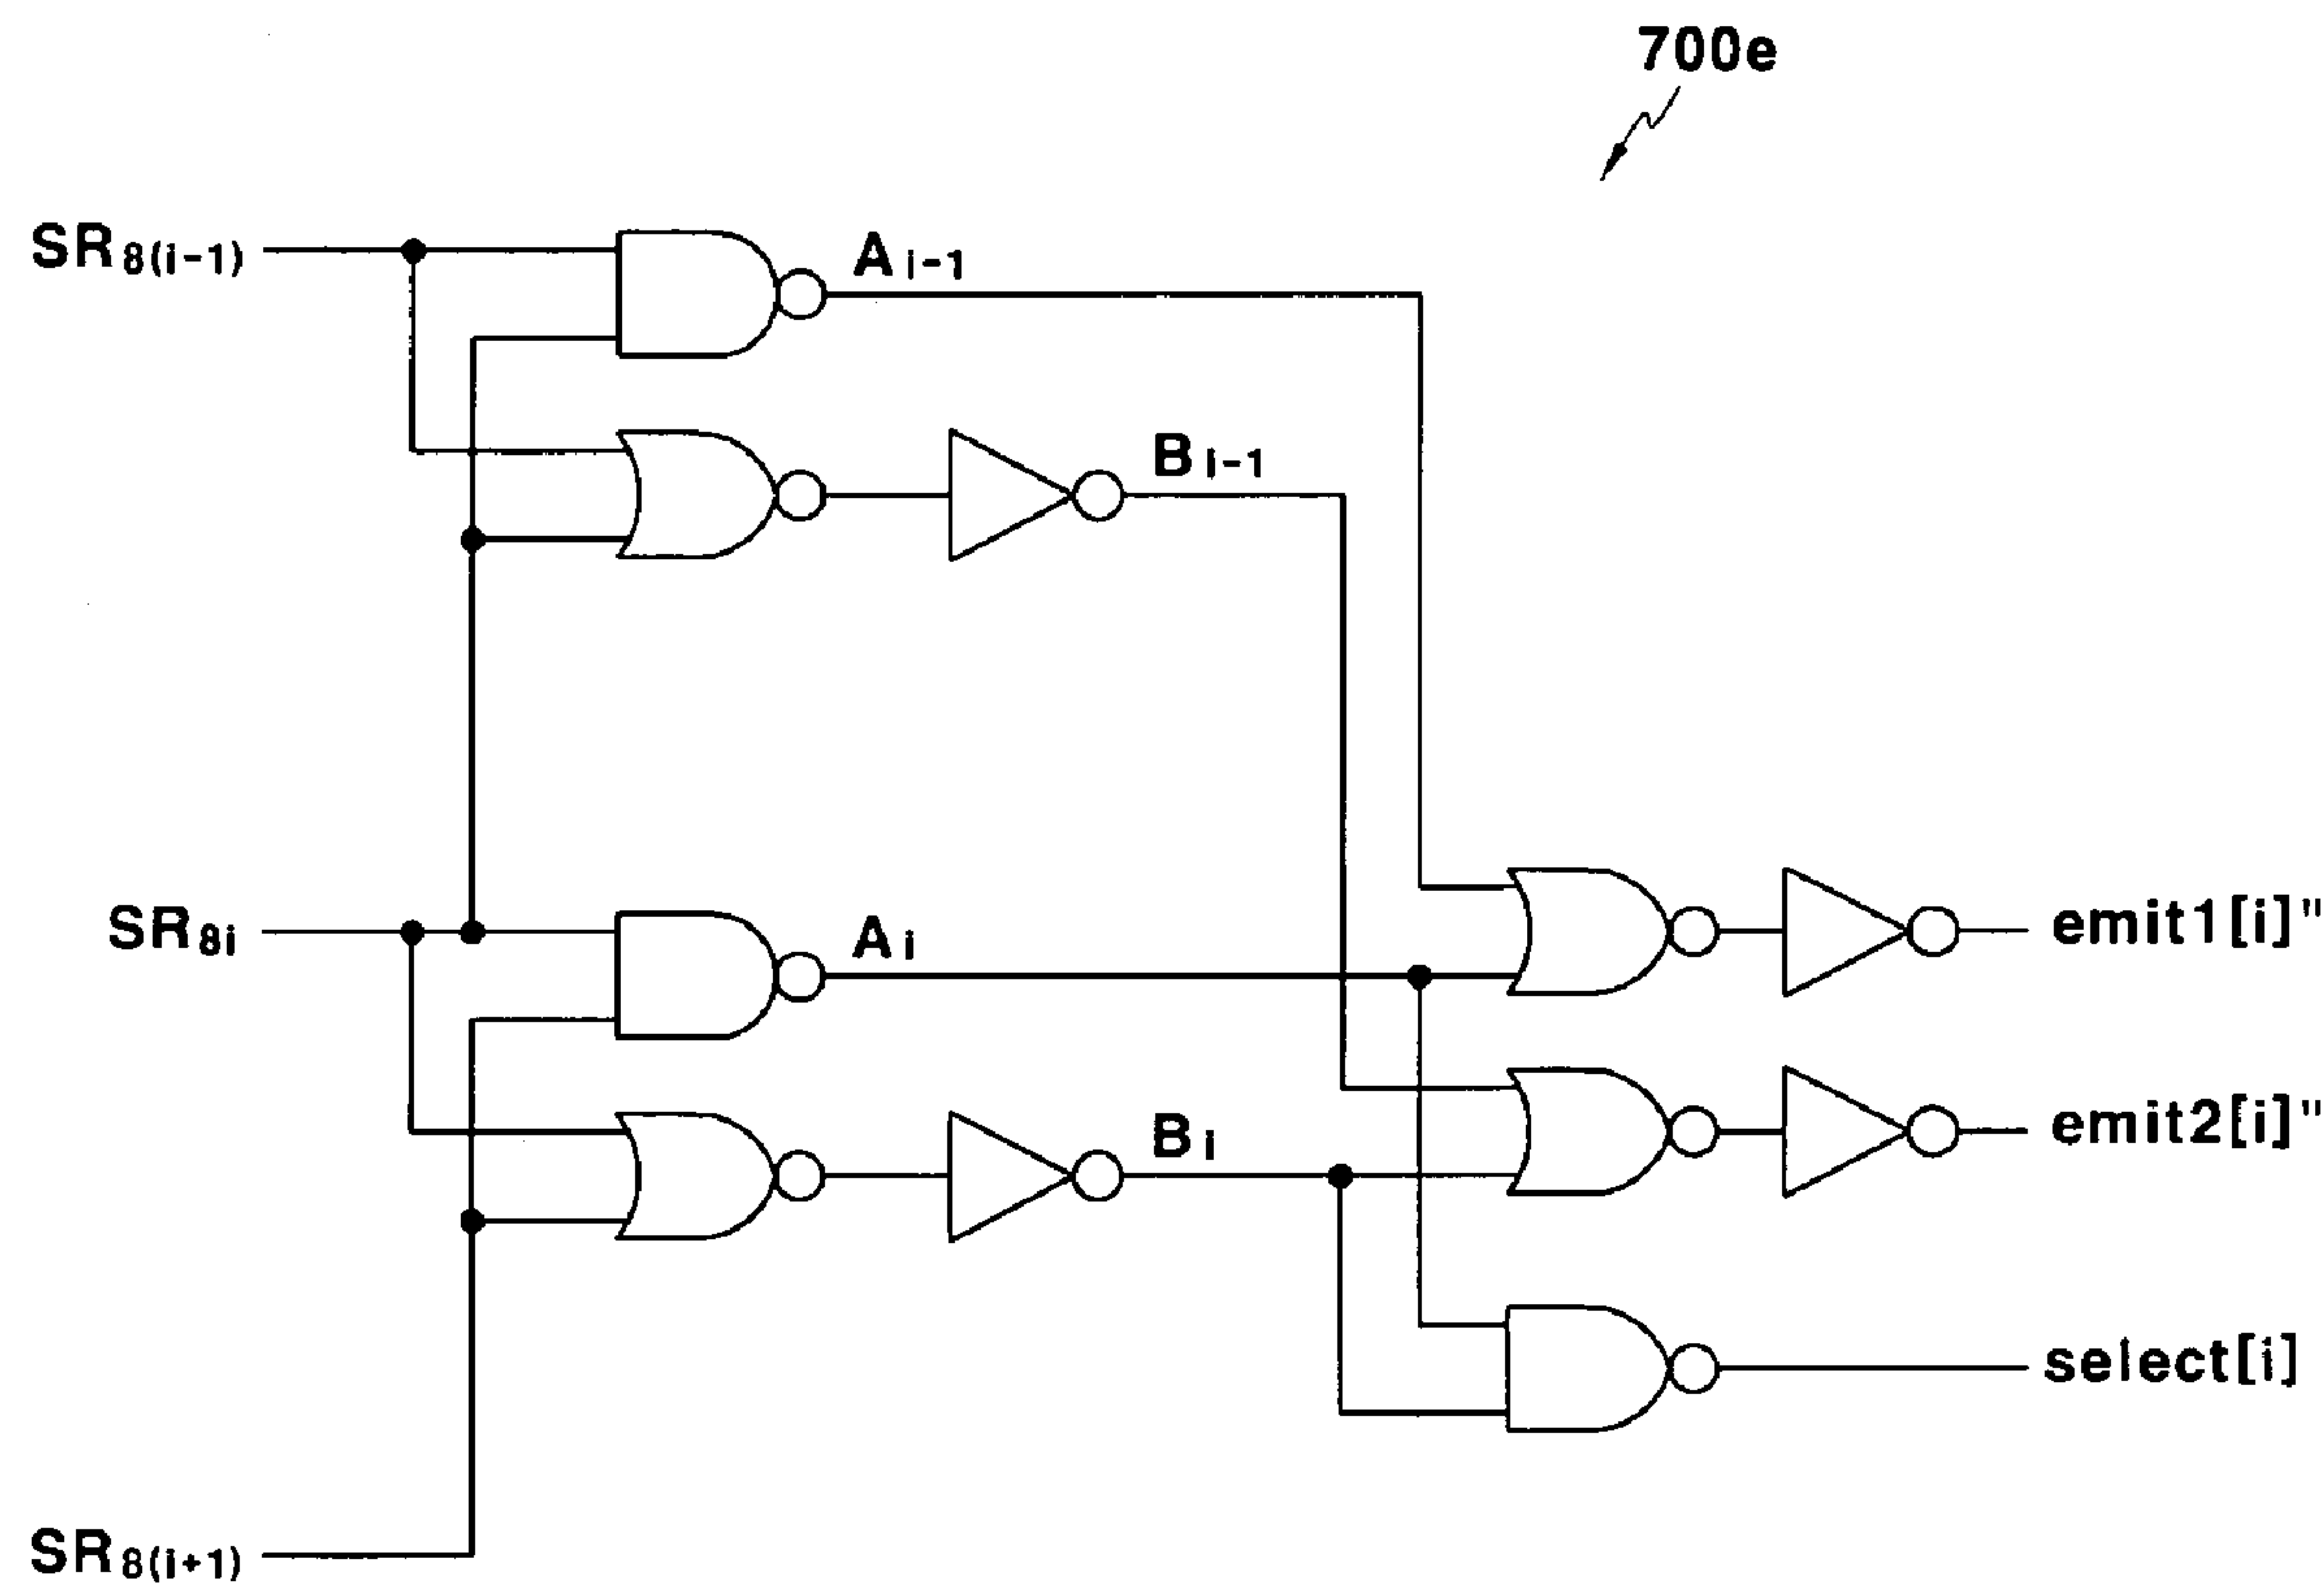 700e
SR8(i-1)
Ai-1
Bi-1
SR8i
Ai
emit1[i]"
Bi
emit2[i]"
select[i]
SR8(i+1)